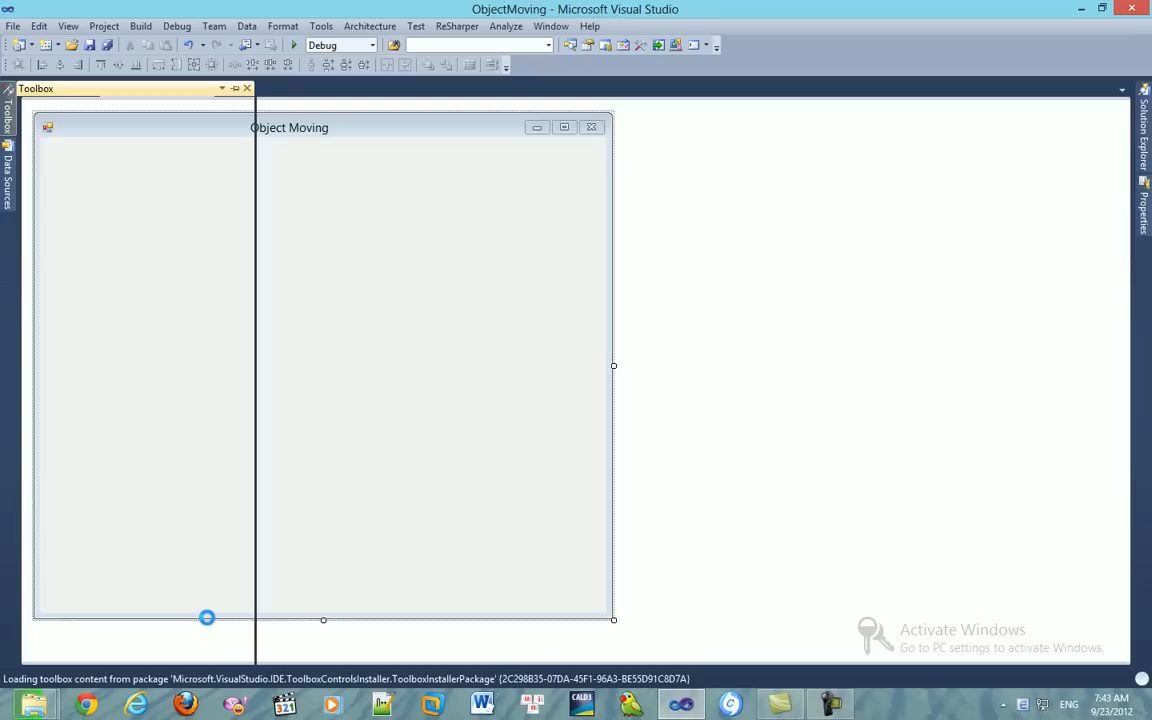 ObjectMoving - Microsoft Visual Studio
File Edit View Project Build Debug Team Data Format Tools Architecture Test ReSharper Analyze Window Help
Debug
Toolbox
Object Moving
Toolbox
Data Sources
Solution Explorer
Properties
Activate Windows
Go to PC settings to activate Windows.
Loading toolbox content from package 'Microsoft.VisualStudio.IDE.ToolboxControlsInstaller.ToolboxInstallerPackage' {2C298B35-07DA-45F1-96A3-BE55D91C8D7A}
321
CALD3
ENG
7:43 AM
9/23/2012